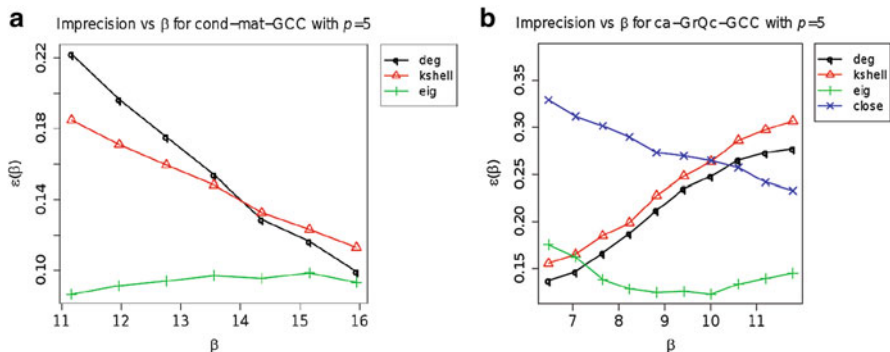 a
Imprecision vs β for cond−mat−GCC with p=5
ε(β)
0.22
0.18
0.14
0.10
11 12 13 14 15 16
β
deg
kshell
eig
b
Imprecision vs β for ca−GrQc−GCC with p=5
ε(β)
0.35
0.30
0.25
0.20
0.15
7 8 9 10 11
β
deg
kshell
eig
close